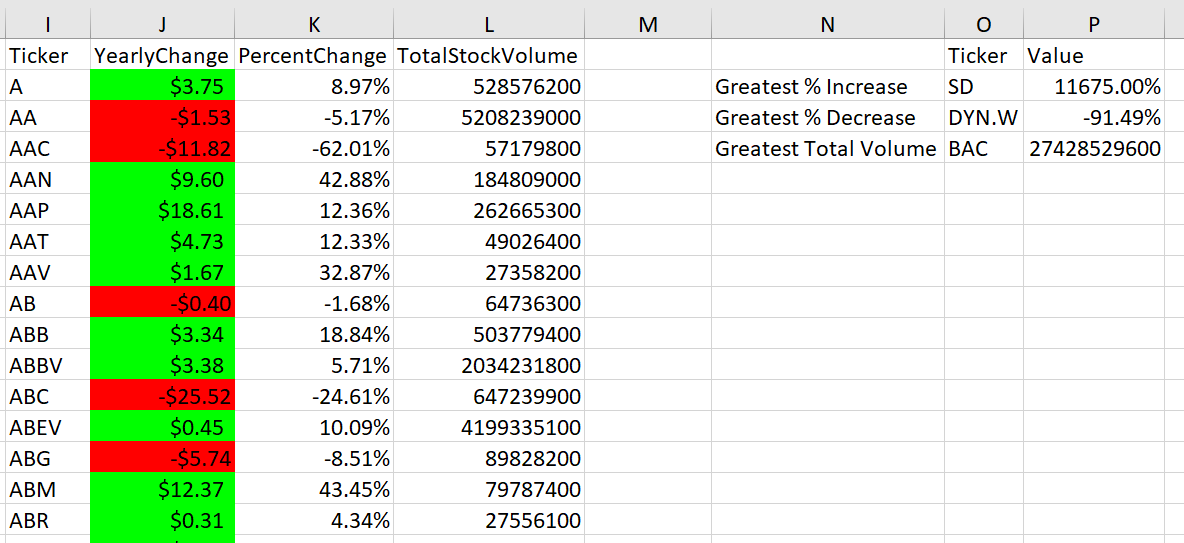 I J K L M N O P
Ticker YearlyChange PercentChange TotalStockVolume Ticker Value
A $3.75 8.97% 528576200 Greatest % Increase SD 11675.00%
AA -$1.53 -5.17% 5208239000 Greatest % Decrease DYN.W -91.49%
AAC -$11.82 -62.01% 57179800 Greatest Total Volume BAC 27428529600
AAN $9.60 42.88% 184809000
AAP $18.61 12.36% 262665300
AAT $4.73 12.33% 49026400
AAV $1.67 32.87% 27358200
AB -$0.40 -1.68% 64736300
ABB $3.34 18.84% 503779400
ABBV $3.38 5.71% 2034231800
ABC -$25.52 -24.61% 647239900
ABEV $0.45 10.09% 4199335100
ABG -$5.74 -8.51% 89828200
ABM $12.37 43.45% 79787400
ABR $0.31 4.34% 27556100